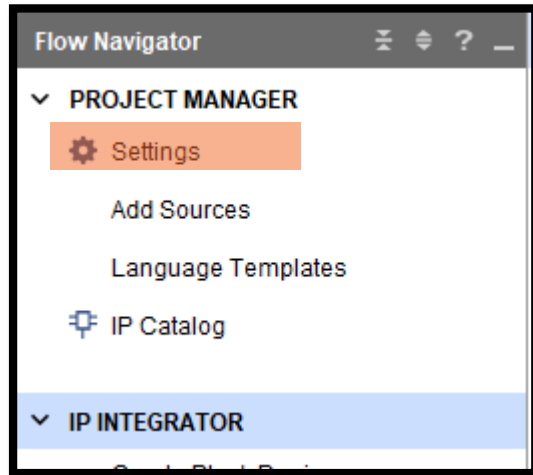 Flow Navigator ?
PROJECT MANAGER
Settings
Add Sources
Language Templates
IP Catalog
IP INTEGRATOR